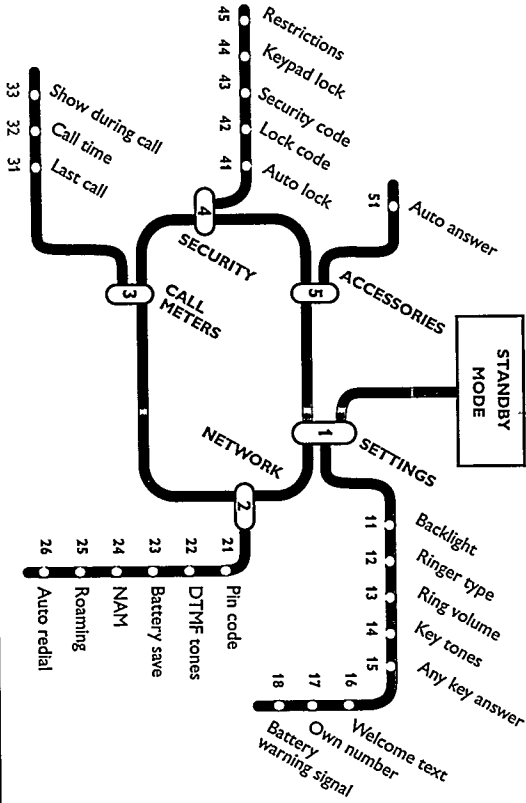 STANDBY
MODE
1
SETTINGS
11
Backlight
12
Ringer type
13
Ring volume
14
Key tones
15
Any key answer
16
Welcome text
17
Own number
18
Battery
warning signal
2
NETWORK
21
Pin code
22
DTMF tones
23
Battery save
24
NAM
25
Roaming
26
Auto redial
3
CALL
METERS
31
Last call
32
Call time
33
Show during call
4
SECURITY
41
Auto lock
42
Lock code
43
Security code
44
Keypad lock
45
Restrictions
5
ACCESSORIES
51
Auto answer